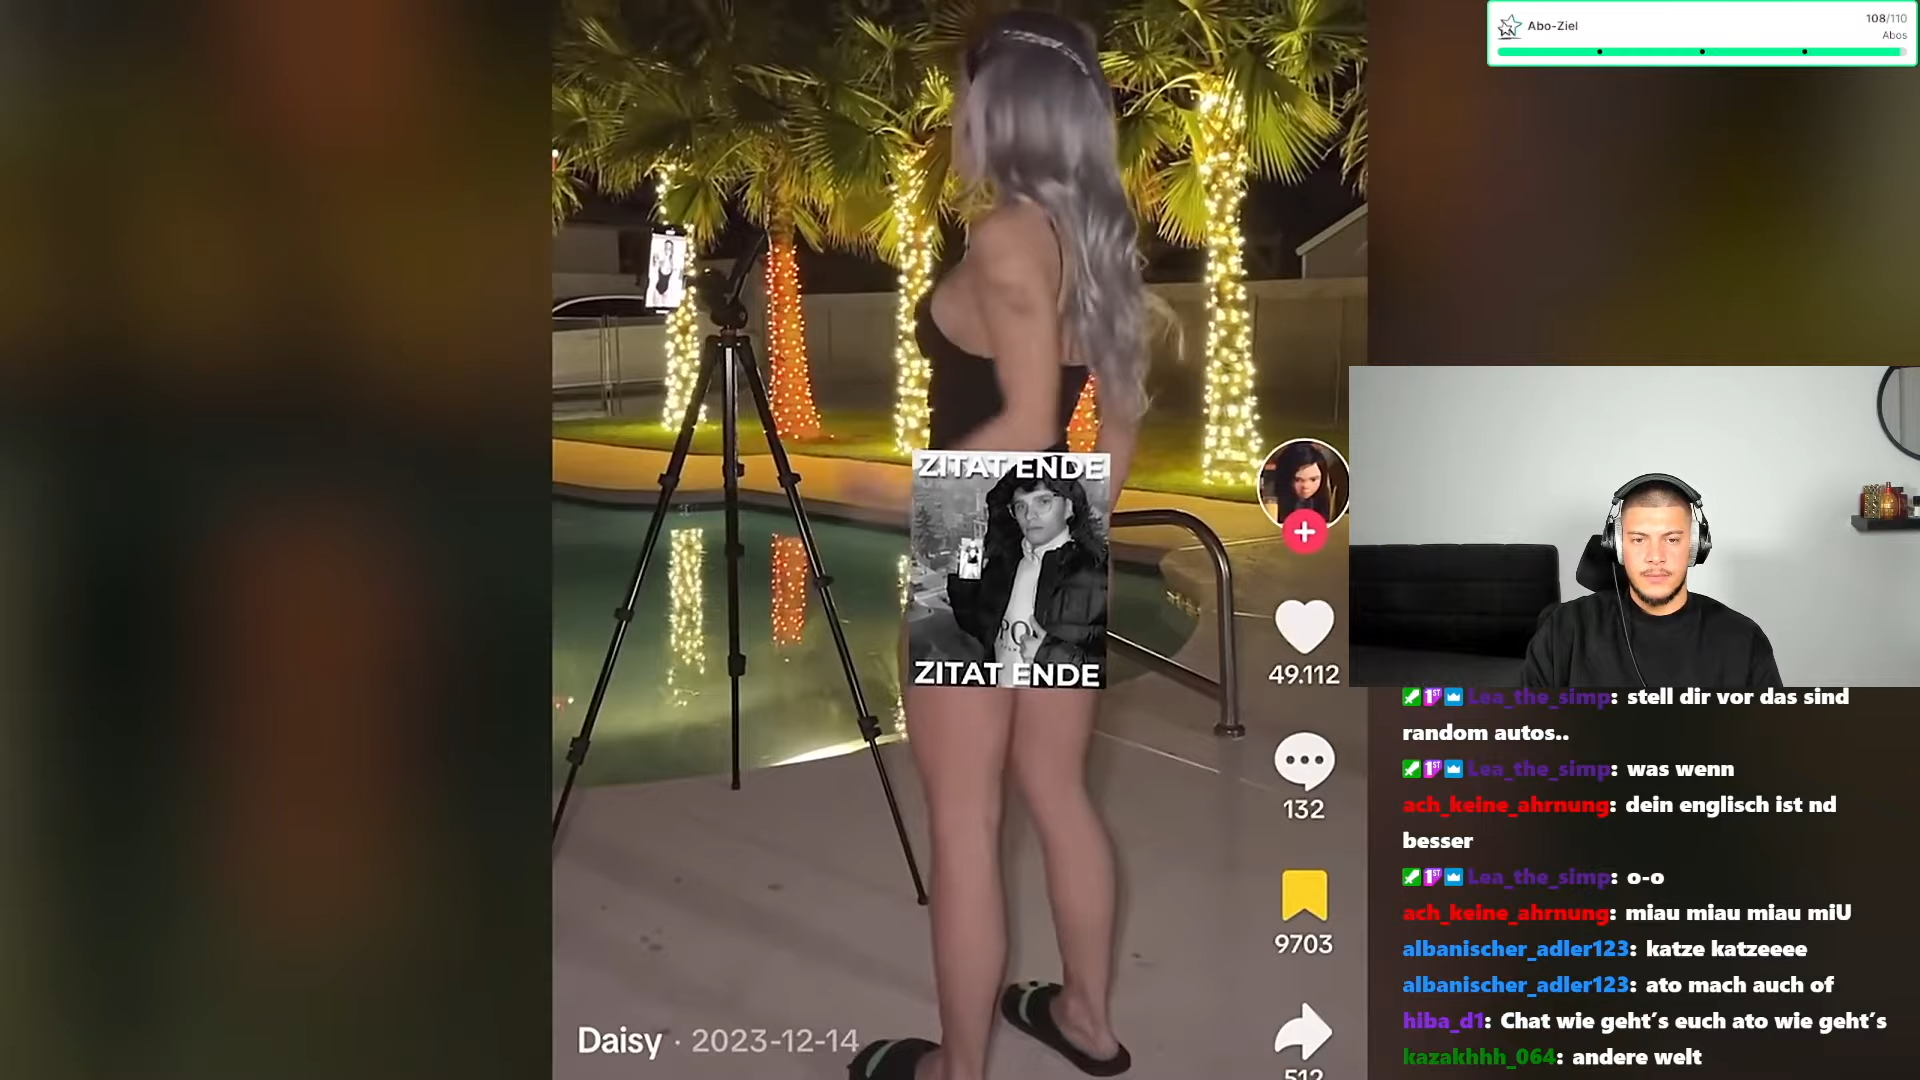 Abo-Ziel
108/110
Abos
ZITAT ENDE
ZITAT ENDE
49.112
132
9703
512
Daisy · 2023-12-14
Lea_the_simp: stell dir vor das sind
random autos..
Lea_the_simp: was wenn
ach_keine_ahrnung: dein englisch ist nd
besser
Lea_the_simp: o-o
ach_keine_ahrnung: miau miau miau miU
albanischer_adler123: katze katzeeee
albanischer_adler123: ato mach auch of
hiba_d1: Chat wie geht´s euch ato wie geht´s
kazakhhh_064: andere welt